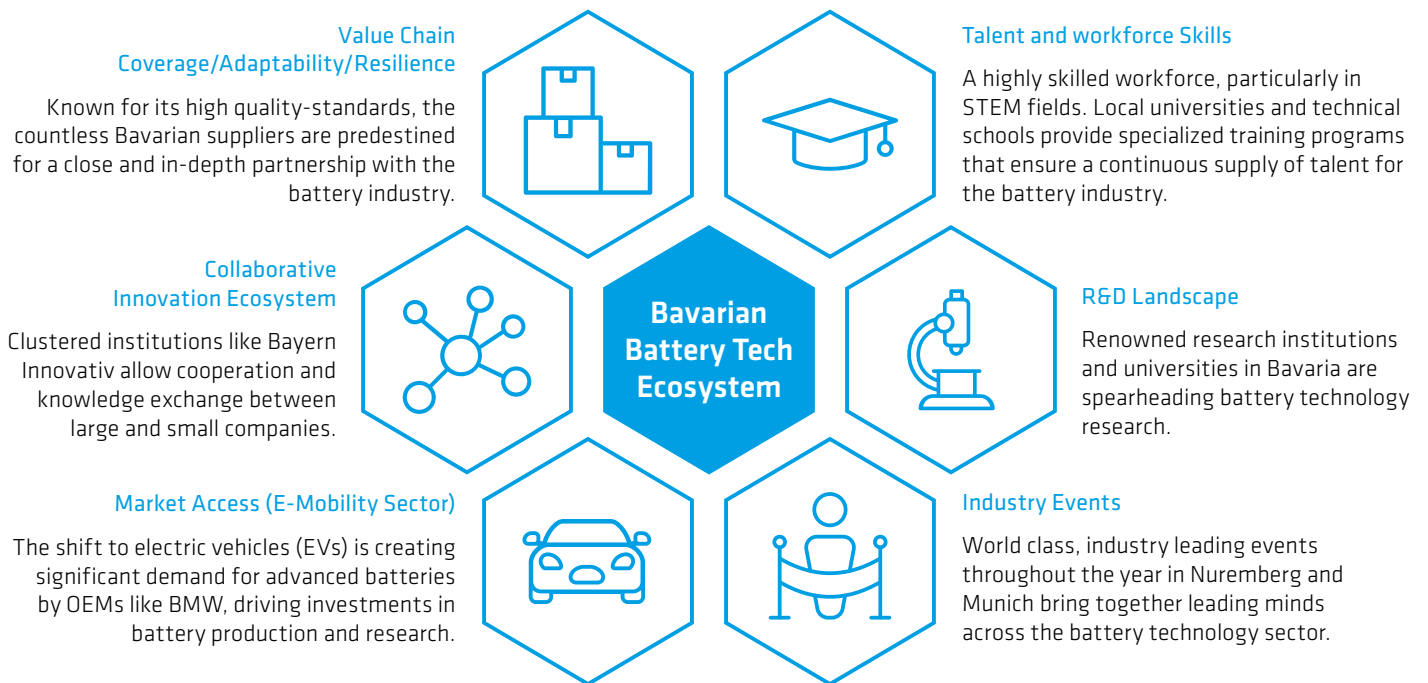 Value Chain
Coverage/Adaptability/Resilience
Known for its high quality-standards, the
countless Bavarian suppliers are predestined
for a close and in-depth partnership with the
battery industry.
Talent and workforce Skills
A highly skilled workforce, particularly in
STEM fields. Local universities and technical
schools provide specialized training programs
that ensure a continuous supply of talent for
the battery industry.
Collaborative
Innovation Ecosystem
Clustered institutions like Bayern
Innovativ allow cooperation and
knowledge exchange between
large and small companies.
Bavarian
Battery Tech
Ecosystem
R&D Landscape
Renowned research institutions
and universities in Bavaria are
spearheading battery technology
research.
Market Access (E-Mobility Sector)
The shift to electric vehicles (EVs) is creating
significant demand for advanced batteries
by OEMs like BMW, driving investments in
battery production and research.
Industry Events
World class, industry leading events
throughout the year in Nuremberg and
Munich bring together leading minds
across the battery technology sector.